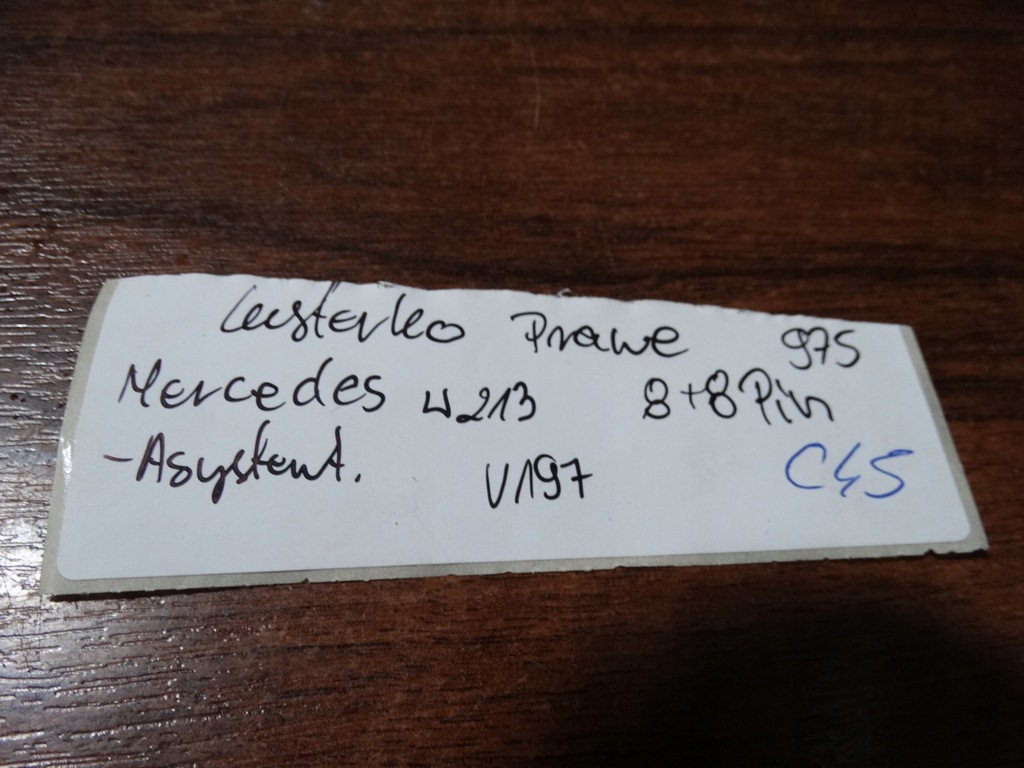 Lusterko Prawe 975
Mercedes W213 8+8 Pin
-Asystent. V197 C45